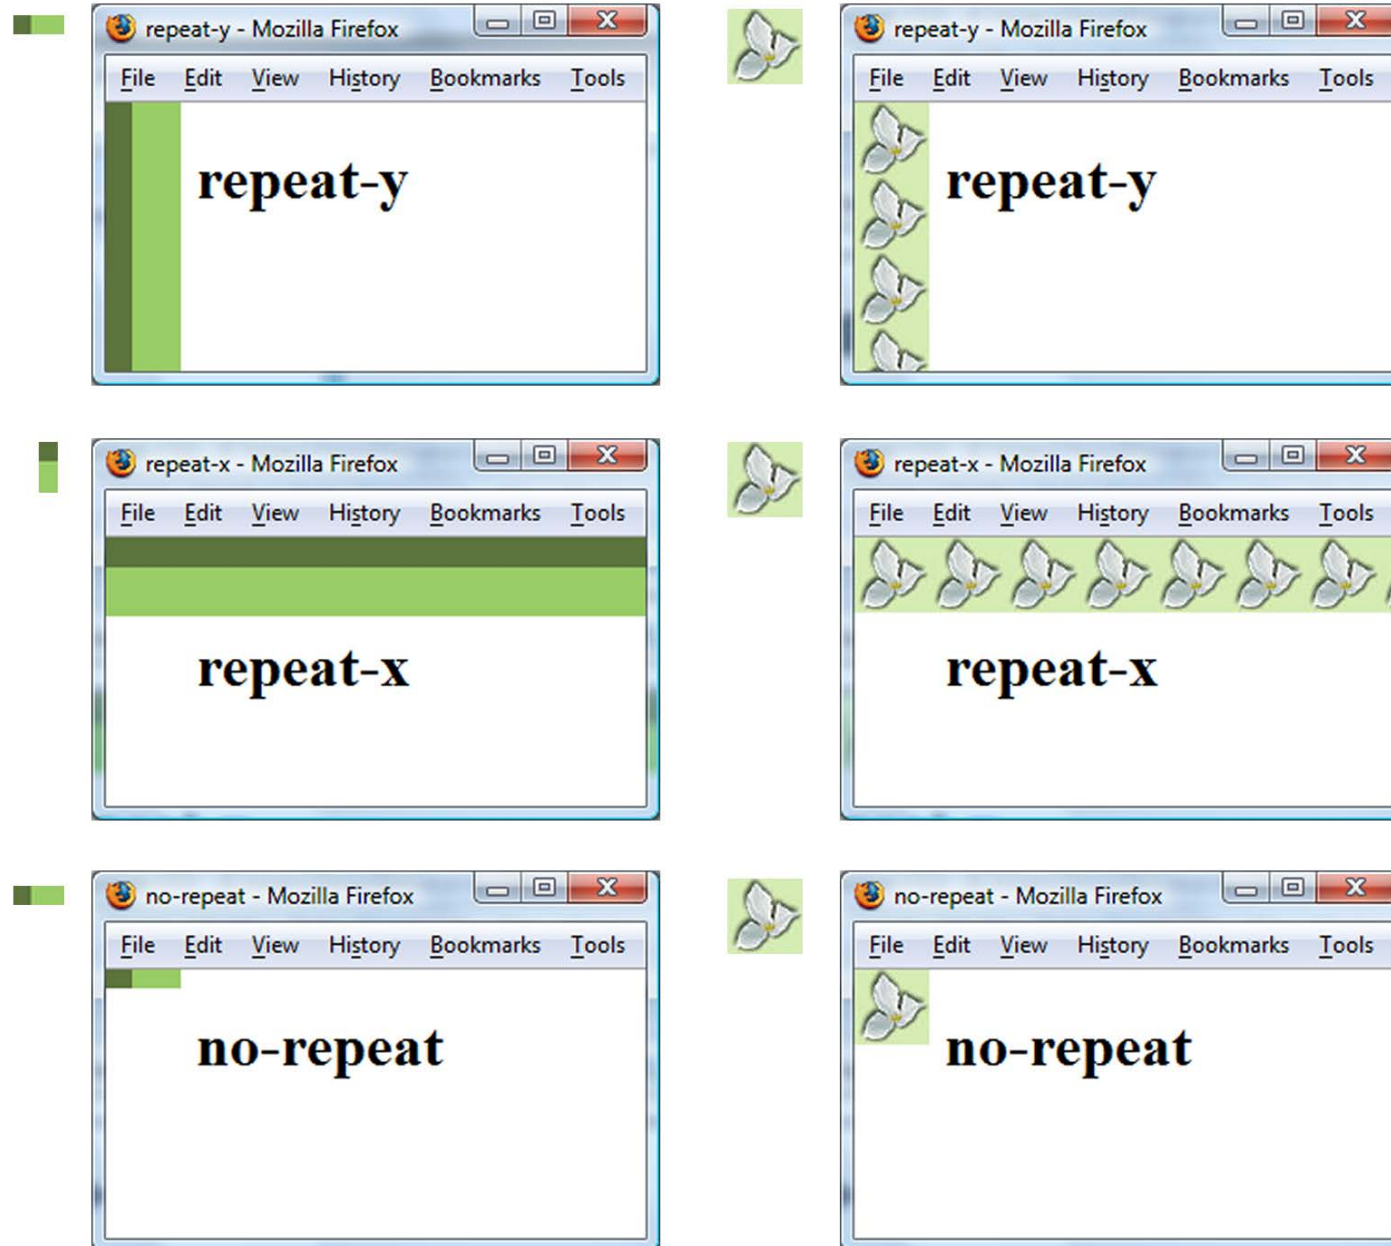 repeat-y - Mozilla Firefox
File Edit View History Bookmarks Tools
repeat-y
repeat-y - Mozilla Firefox
File Edit View History Bookmarks Tools
repeat-y
repeat-x - Mozilla Firefox
File Edit View History Bookmarks Tools
repeat-x
repeat-x - Mozilla Firefox
File Edit View History Bookmarks Tools
repeat-x
no-repeat - Mozilla Firefox
File Edit View History Bookmarks Tools
no-repeat
no-repeat - Mozilla Firefox
File Edit View History Bookmarks Tools
no-repeat